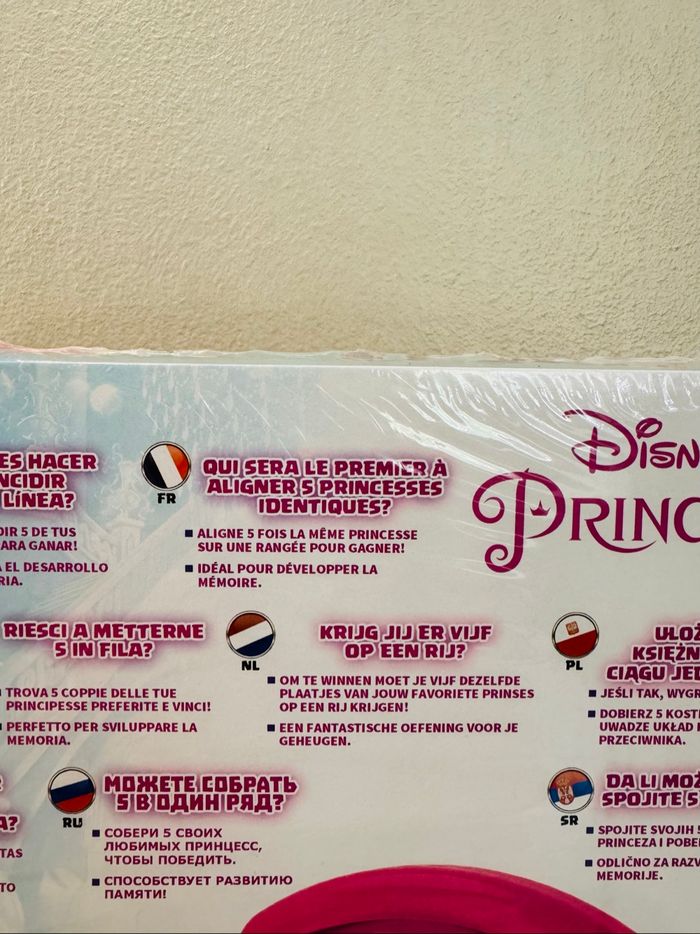 ES HACER
NCIDIR
LÍNEA?
DIR 5 DE TUS
ARA GANAR!
A EL DESARROLLO
RIA.
FR
QUI SERA LE PREMIER À
ALIGNER 5 PRINCESSES
IDENTIQUES?
ALIGNE 5 FOIS LA MÊME PRINCESSE
SUR UNE RANGÉE POUR GAGNER!
IDÉAL POUR DÉVELOPPER LA
MÉMOIRE.
DISN
PRINC
RIESCI A METTERNE
5 IN FILA?
TROVA 5 COPPIE DELLE TUE
PRINCIPESSE PREFERITE E VINCI!
PERFETTO PER SVILUPPARE LA
MEMORIA.
NL
KRIJG JIJ ER VIJF
OP EEN RIJ?
OM TE WINNEN MOET JE VIJF DEZELFDE
PLAATJES VAN JOUW FAVORIETE PRINSES
OP EEN RIJ KRIJGEN!
EEN FANTASTISCHE OEFENING VOOR JE
GEHEUGEN.
PL
UŁOŻ
KSIĘŻN
CIĄGU JED
JEŚLI TAK, WYGR
DOBIERZ 5 KOSTE
UWADZE UKŁAD
PRZECIWNIKA.
A?
TAS
TO
RU
МОЖЕТЕ СОБРАТЬ
5 В ОДИН РЯД?
СОБЕРИ 5 СВОИХ
ЛЮБИМЫХ ПРИНЦЕСС,
ЧТОБЫ ПОБЕДИТЬ.
СПОСОБСТВУЕТ РАЗВИТИЮ
ПАМЯТИ!
SR
DA LI MOŽ
SPOJITE 5
SPOJITE SVOJIH 5
PRINCEZA I POBE
ODLIČNO ZA RAZV
MEMORIJE.